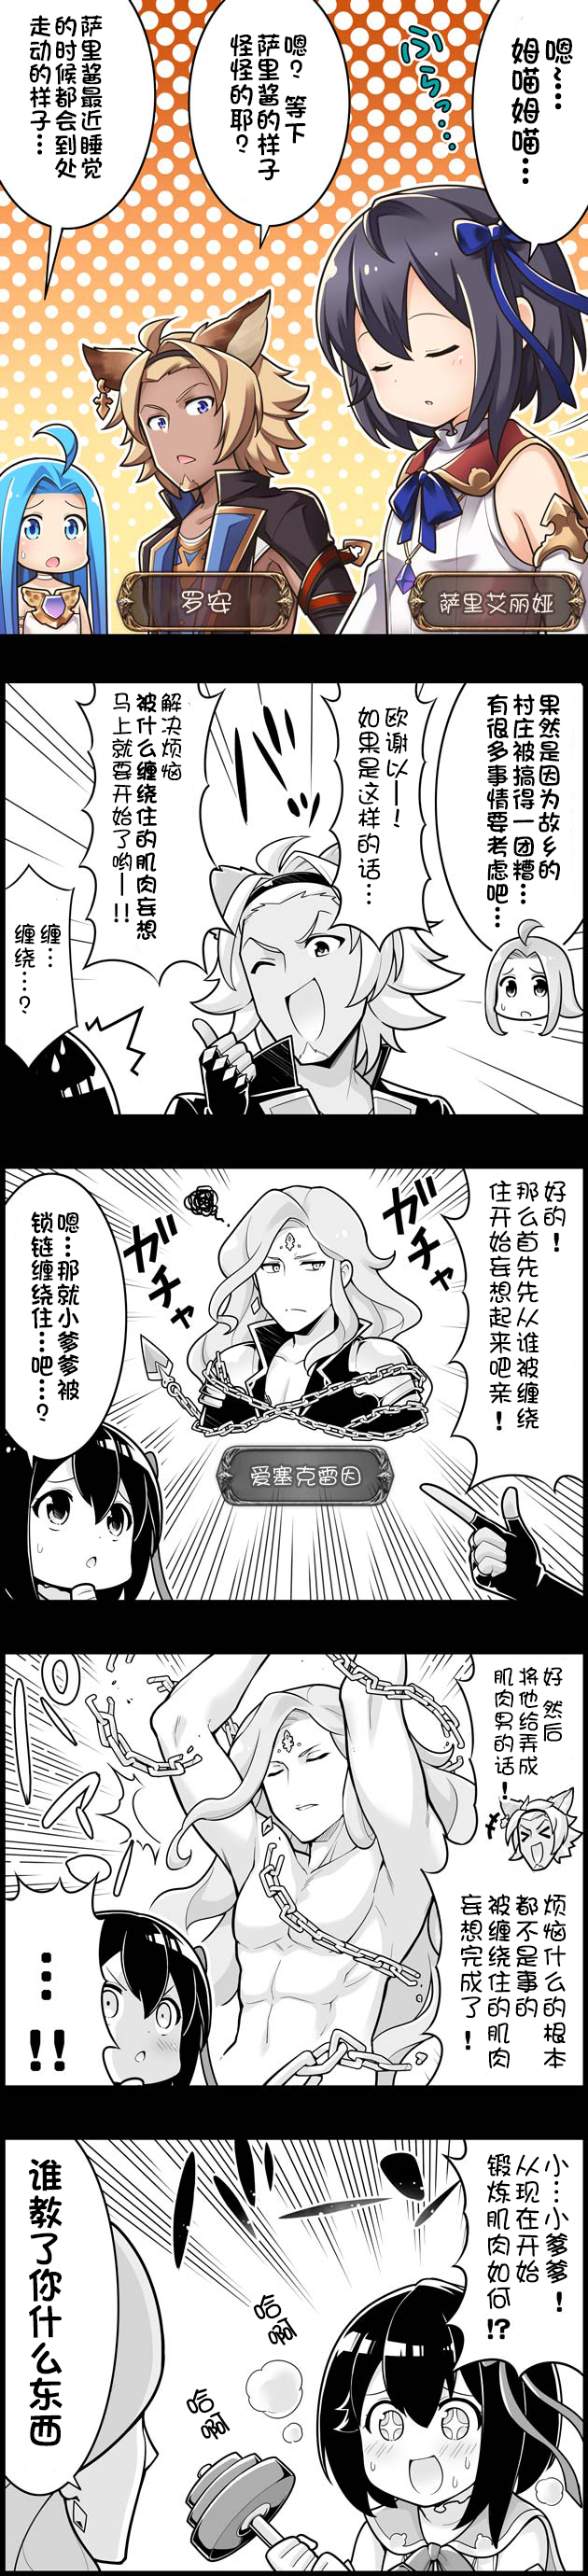 嗯~…
姆喵姆喵…
ふらっ…
嗯？等下
萨里酱的样子
怪怪的耶?
萨里酱最近睡觉
的时候都会到处
走动的样子…
罗安
萨里艾丽娅
果然是因为故乡的
村庄被搞得一团糟…
有很多事情要考虑吧…
欧谢以ー!
如果是这样的话…
解决烦恼
被什么缠绕住的肌肉妄想
马上就要开始了哟ー!!
缠…
缠绕…?
好的!
那么首先先从谁被缠绕
住开始妄想起来吧亲!
ガチャ
ガチャ
爱塞克雷因
嗯…那就小爹爹被
锁链缠绕住…吧…?
好 然后
将他给弄成
肌肉男的话!
烦恼什么的根本
都不是事的
被缠绕住的肌肉
妄想完成了!
…!!
小…小爹爹!
从现在开始
锻炼肌肉如何!?
哈啊
哈啊
谁教了你什么东西